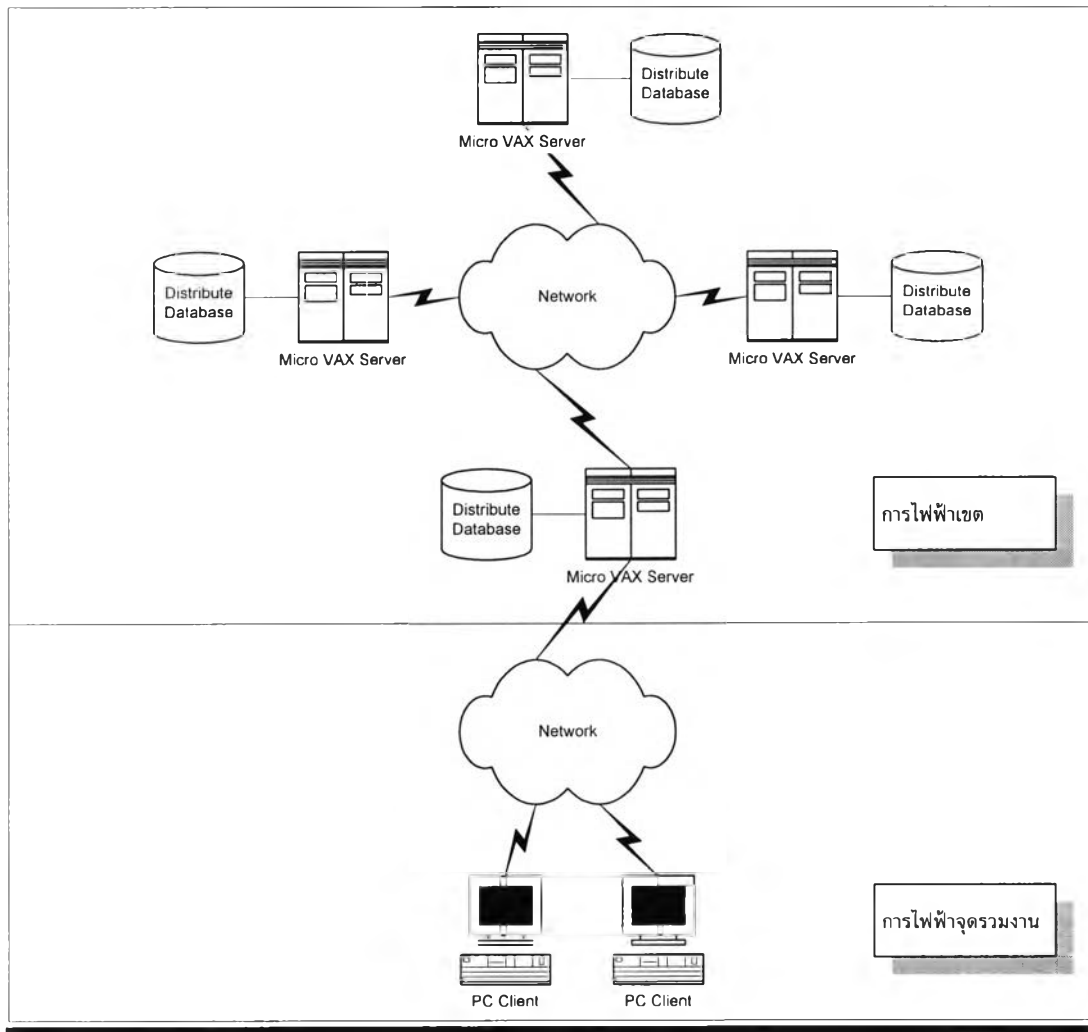 Distribute
Database
Micro VAX Server
Distribute
Database
Micro VAX Server
Network
Micro VAX Server
Distribute
Database
Distribute
Database
Micro VAX Server
การไฟฟ้าเขต
Network
PC Client
PC Client
การไฟฟ้าจุดรวมงาน